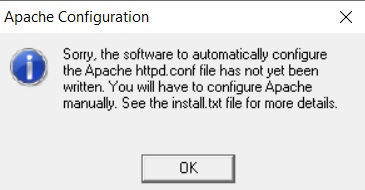 Apache Configuration
Sorry, the software to automatically configure
the Apache httpd.conf file has not yet been
written. You will have to configure Apache
manually. See the install.txt file for more details.
OK